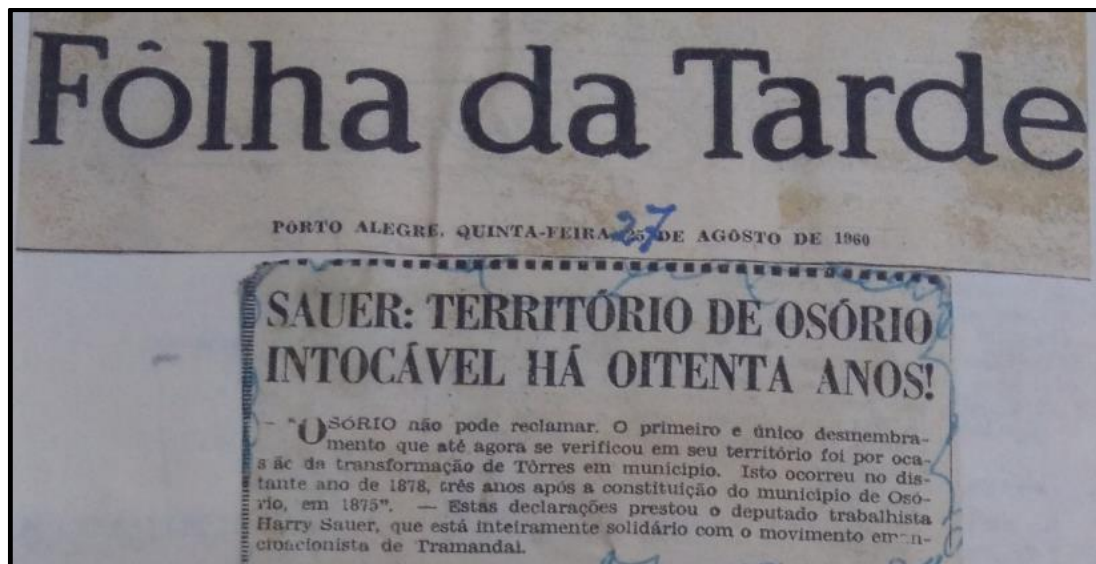 Fôlha da Tarde
PÔRTO ALEGRE, QUINTA-FEIRA 27 DE AGÔSTO DE 1960
SAUER: TERRITÓRIO DE OSÓRIO
INTOCÁVEL HÁ OITENTA ANOS!
— "OSÓRIO não pode reclamar. O primeiro e único desmembra-
mento que até agora se verificou em seu território foi por oca-
da transformação de Tôrres em município. Isto ocorreu no dis-
tante ano de 1878, três anos após a constituição do município de Osó-
rio, em 1875". — Estas declarações prestou o deputado trabalhista
Harry Sauer, que está inteiramente solidário com o movimento
de Tramandaí.